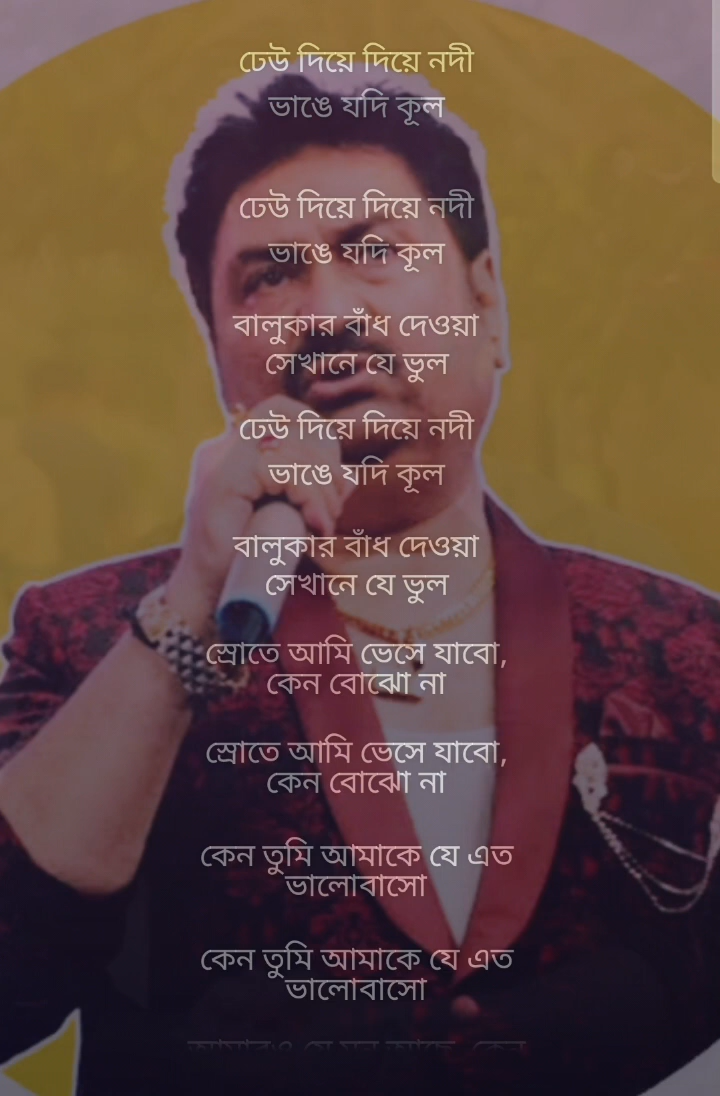 ঢেউ দিয়ে দিয়ে নদী
ভাঙে যদি কূল
ঢেউ দিয়ে দিয়ে নদী
ভাঙে যদি কূল
বালুকার বাঁধ দেওয়া
সেখানে যে ভুল
ঢেউ দিয়ে দিয়ে নদী
ভাঙে যদি কূল
বালুকার বাঁধ দেওয়া
সেখানে যে ভুল
স্রোতে আমি ভেসে যাবো,
কেন বোঝো না
স্রোতে আমি ভেসে যাবো,
কেন বোঝো না
কেন তুমি আমাকে যে এত
ভালোবাসো
কেন তুমি আমাকে যে এত
ভালোবাসো